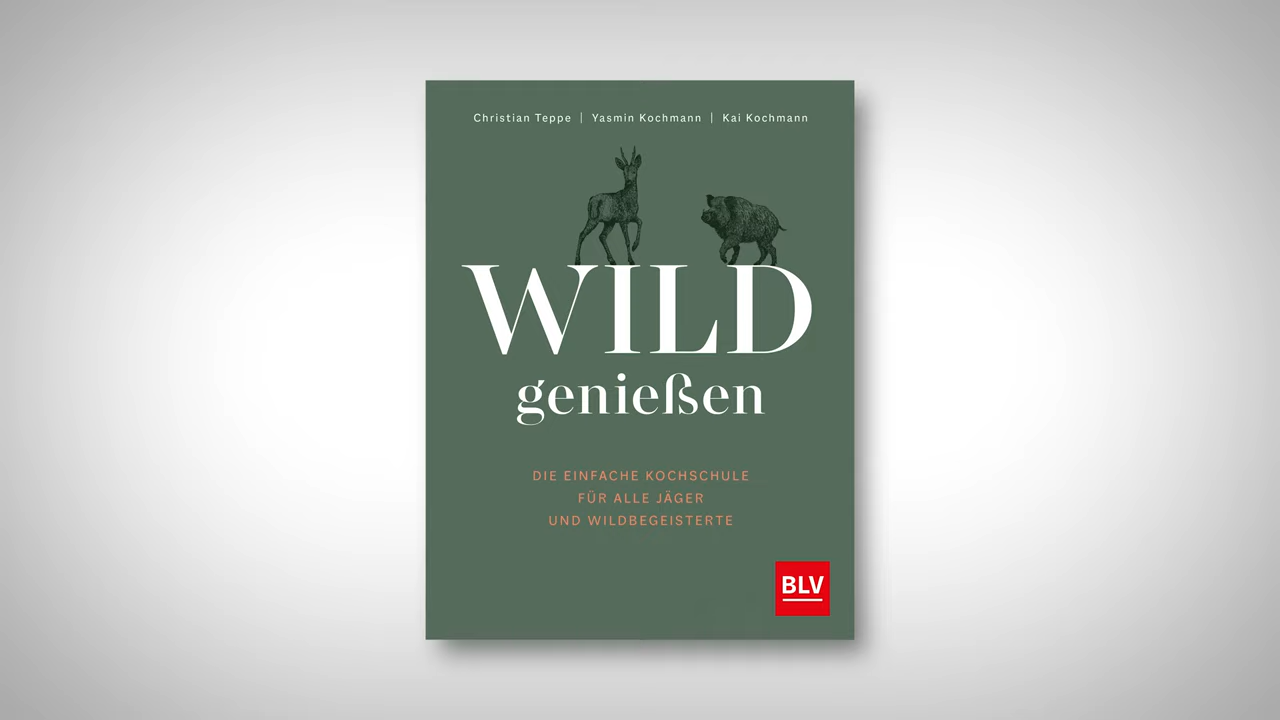 Christian Teppe | Yasmin Kochmann | Kai Kochmann
WILD
genießen
DIE EINFACHE KOCHSCHULE
FÜR ALLE JÄGER
UND WILDBEGEISTERTE
BLV